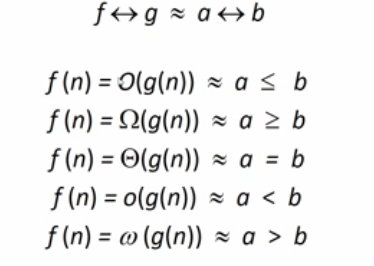 f ↔ g ≈ a ↔ b
f (n) = O(g(n)) ≈ a ≤ b
f (n) = Ω(g(n)) ≈ a ≥ b
f (n) = Θ(g(n)) ≈ a = b
f (n) = o(g(n)) ≈ a < b
f (n) = ω (g(n)) ≈ a > b